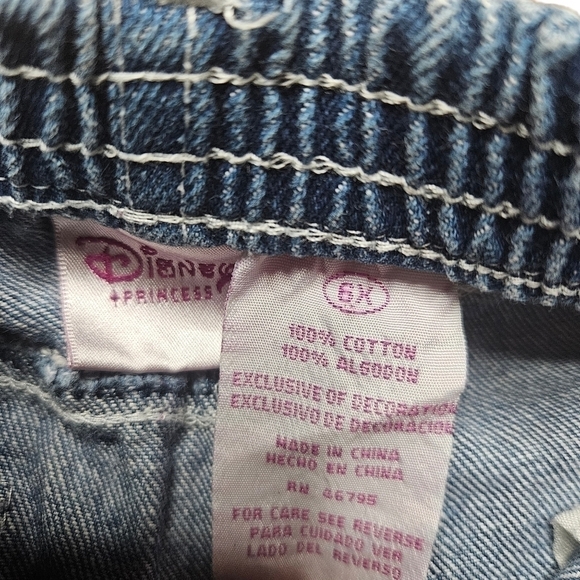 Disney
PRINCESS
6X
100% COTTON
100% ALGODON
EXCLUSIVE OF DECORATION
EXCLUSIVO DE DECORACION
MADE IN CHINA
HECHO EN CHINA
RN 46795
FOR CARE SEE REVERSE
PARA CUIDADO VER
LADO DEL REVERSO